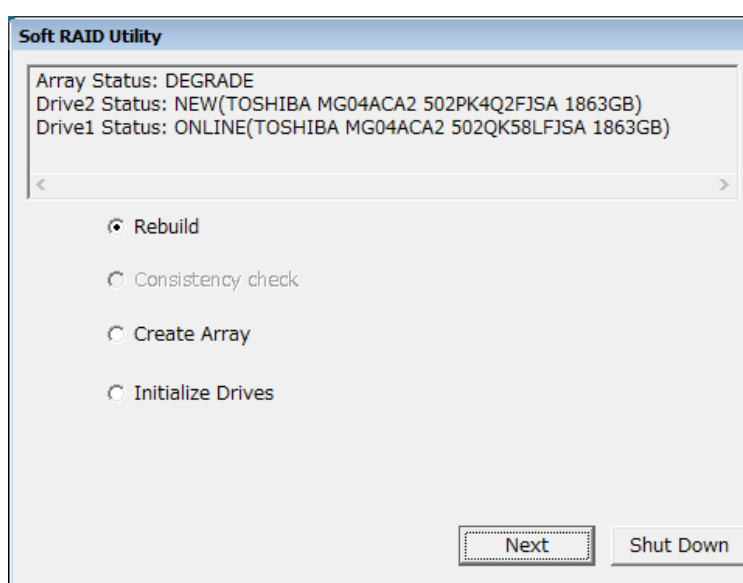 Soft RAID Utility
Array Status: DEGRADE
Drive2 Status: NEW(TOSHIBA MG04ACA2 502PK4Q2FJSA 1863GB)
Drive1 Status: ONLINE(TOSHIBA MG04ACA2 502QK58LFJSA 1863GB)
Rebuild
Consistency check
Create Array
Initialize Drives
Next
Shut Down